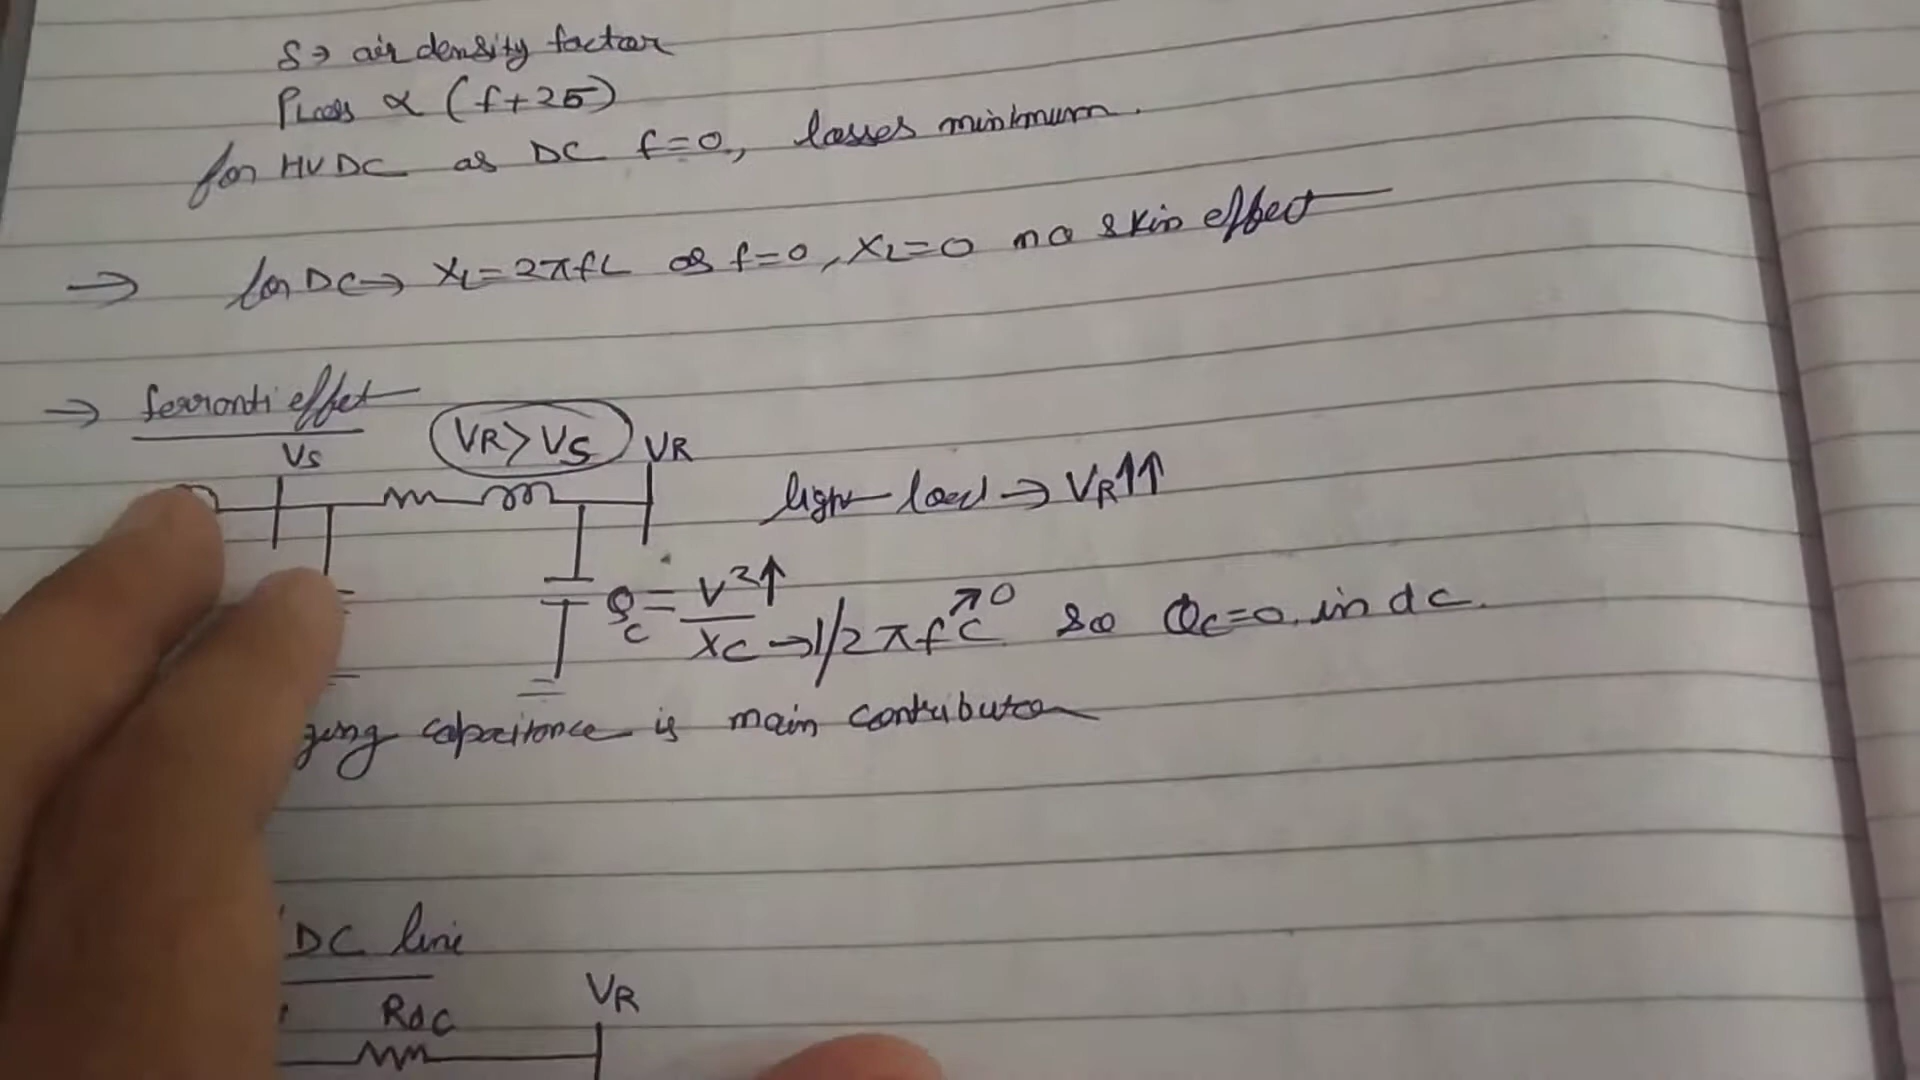 δ → air density factor
PLoss ∝ (f+25)
for HVDC as DC f=0, losses minimum.
→ for DC → XL=2πfL as f=0, XL=0 no skin effect
→ ferranti effect
VR>VS
VS
VR
light load → VR↑↑
Qc = V²↑ / Xc → 1/2πfC ↗0 so Qc=0, in dc.
ging capacitance is main contributor
DC line
VR
Rdc